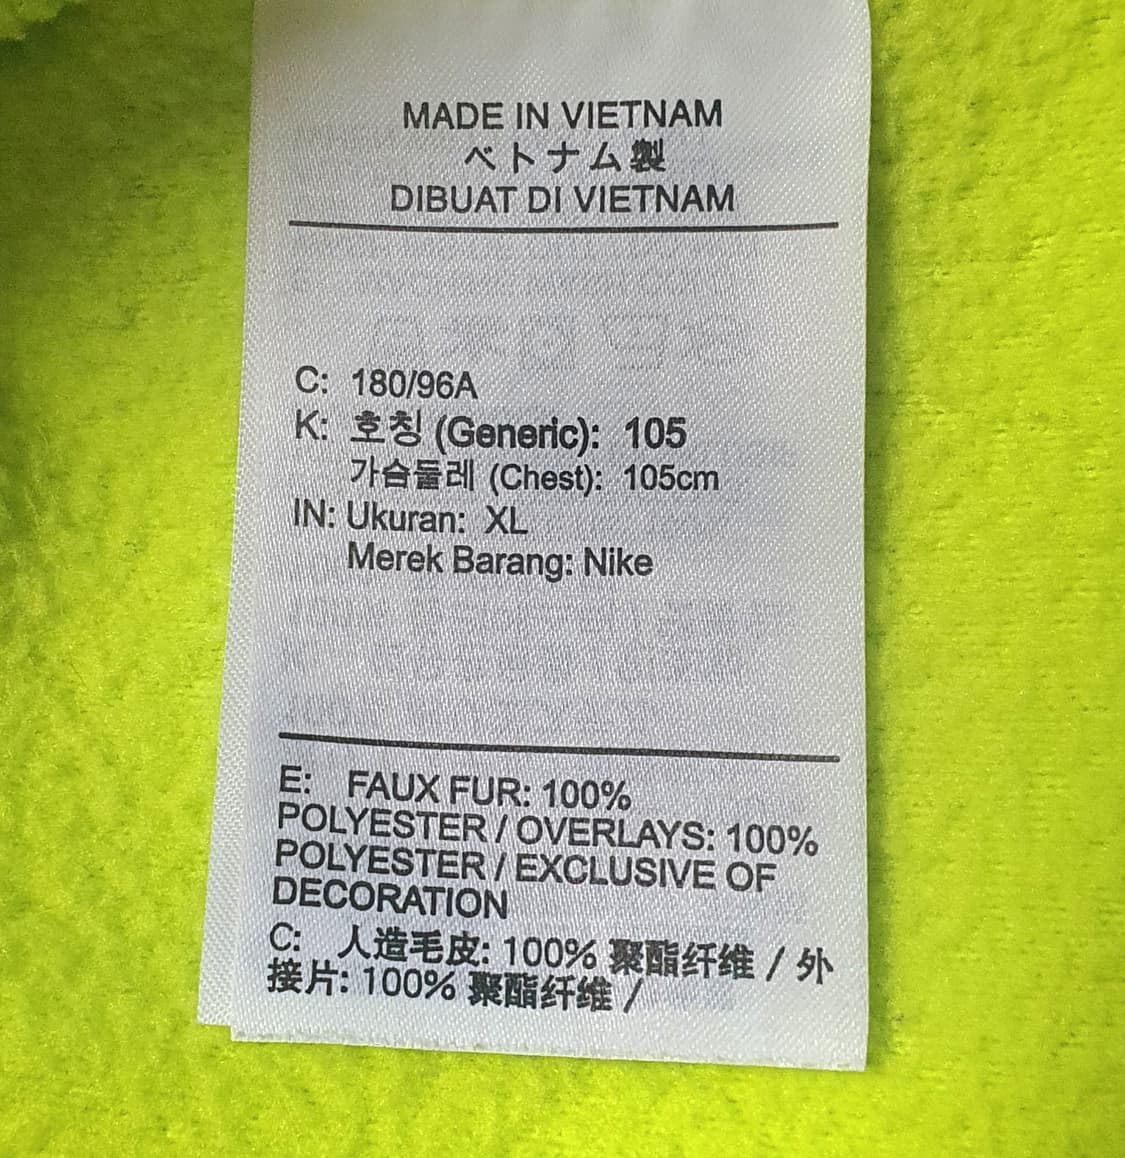 MADE IN VIETNAM
ベトナム製
DIBUAT DI VIETNAM
C: 180/96A
K: 호칭 (Generic): 105
가슴둘레 (Chest): 105cm
IN: Ukuran: XL
Merek Barang: Nike
E: FAUX FUR: 100%
POLYESTER / OVERLAYS: 100%
POLYESTER / EXCLUSIVE OF
DECORATION
C: 人造毛皮: 100% 聚酯纤维 / 外
接片: 100% 聚酯纤维 /